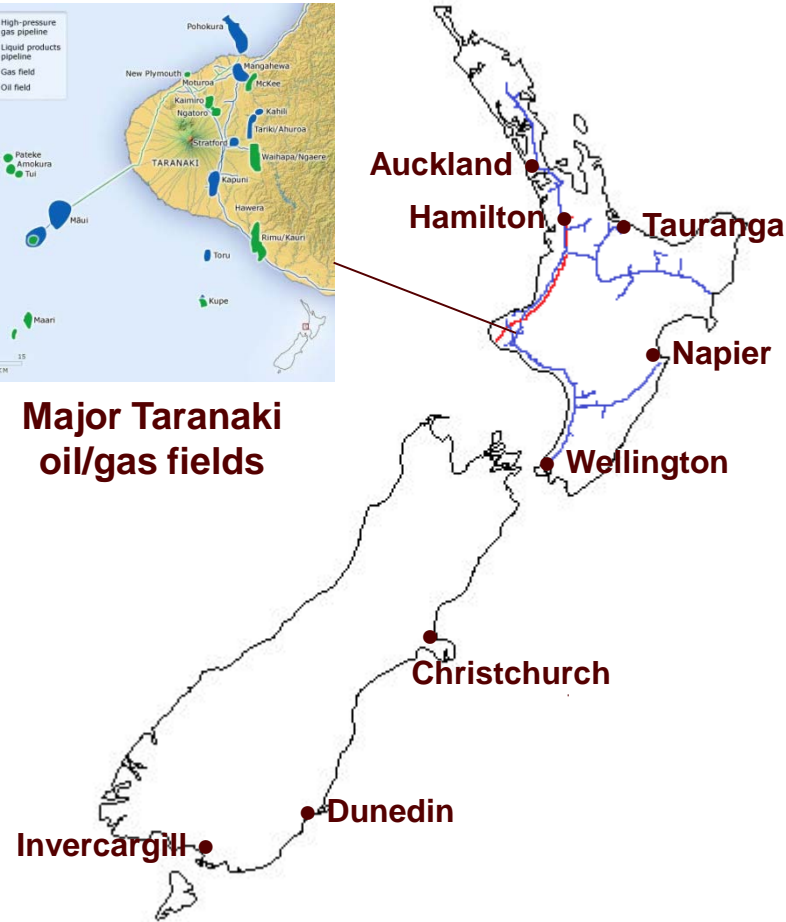 High-pressure
gas pipeline
Liquid products
pipeline
Gas field
Oil field
Pohokura
Mangahewa
New Plymouth
Moturoa
McKee
Kaimiro
Ngatoro
Kahili
Tariki/Ahuroa
Stratford
Waihapa/Ngaere
TARANAKI
Pateke
Amokura
Tui
Kapuni
Māui
Hawera
Rimu/Kauri
Toru
Kupe
Maari
15
Major Taranaki
oil/gas fields
Auckland
Hamilton
Tauranga
Napier
Wellington
Christchurch
Dunedin
Invercargill